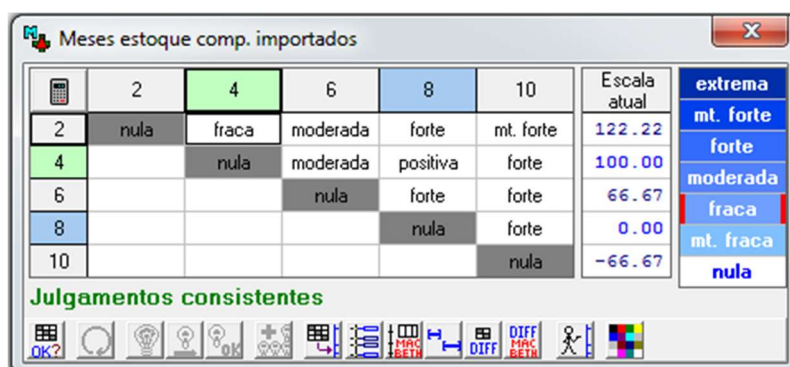 Meses estoque comp. importados
2 4 6 8 10 Escala atual
2 nula fraca moderada forte mt. forte 122.22
4 nula moderada positiva forte 100.00
6 nula forte forte 66.67
8 nula forte 0.00
10 nula -66.67
extrema
mt. forte
forte
moderada
fraca
mt. fraca
nula
Julgamentos consistentes
OK? OK MAC BETH DIFF DIFF MAC BETH